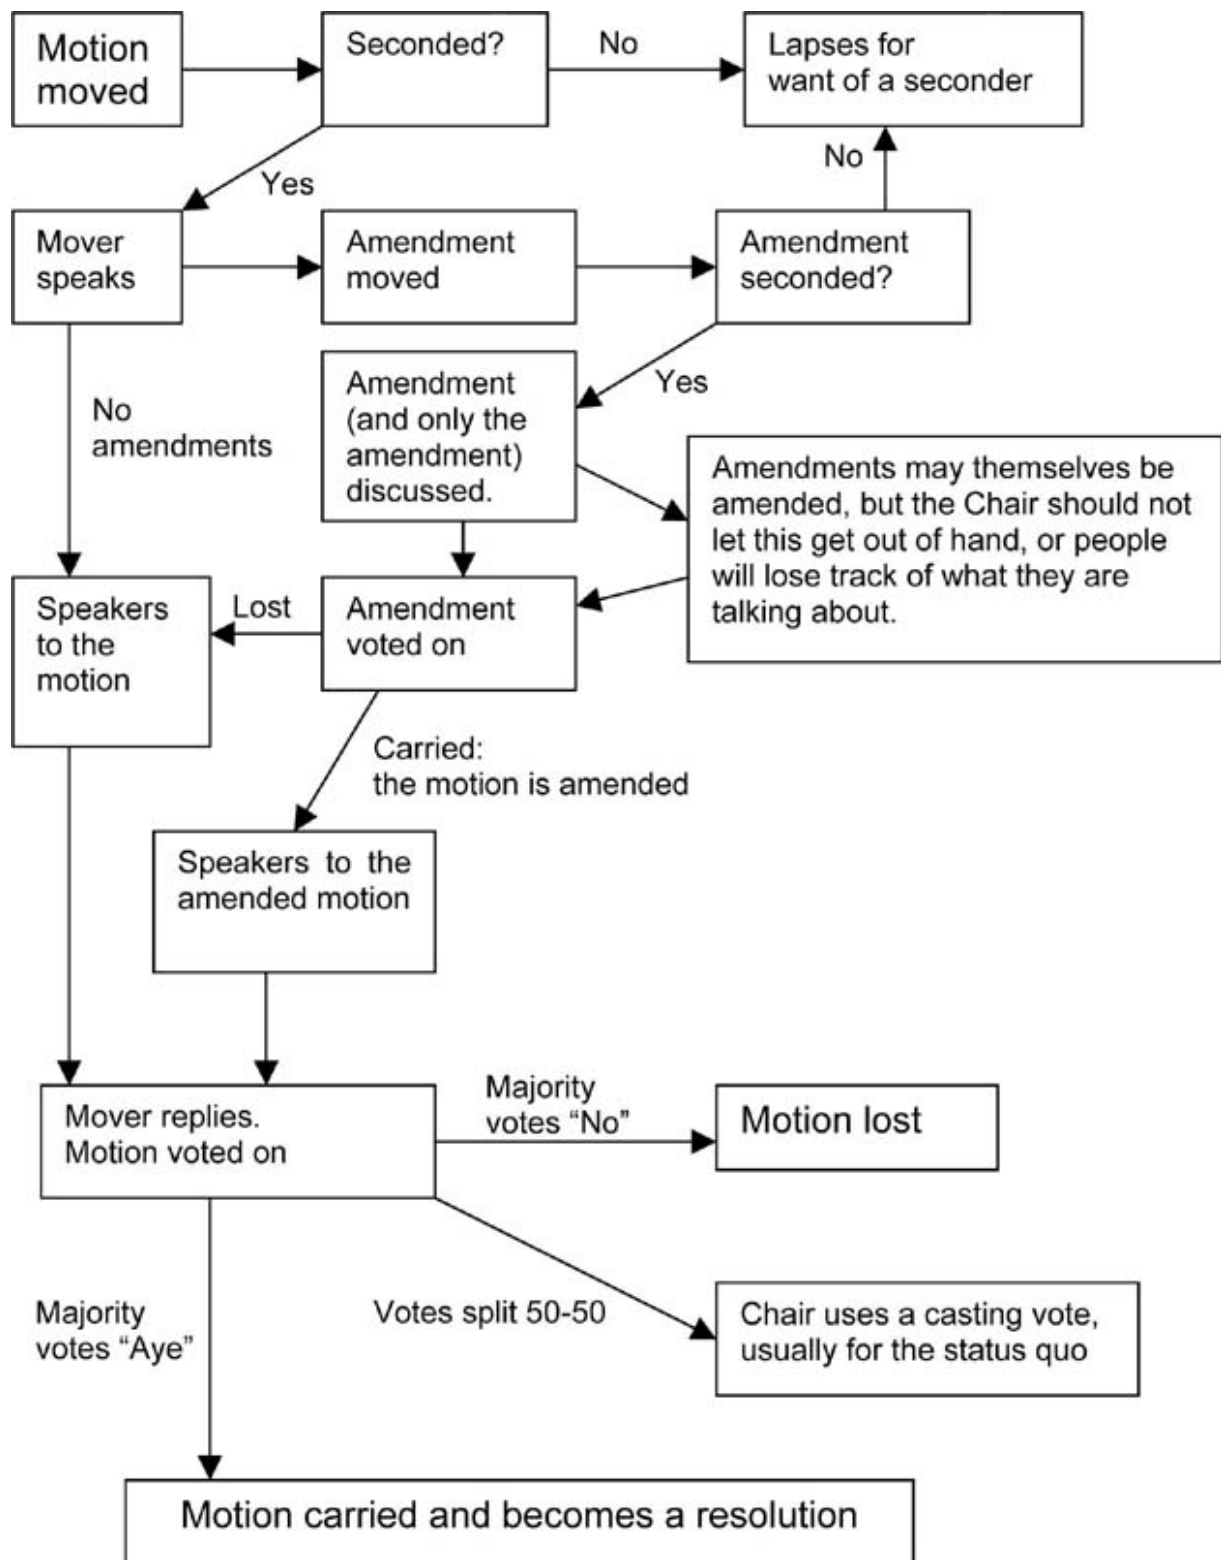 Motion
moved
Seconded?
No
Lapses for
want of a seconder
Yes
No
Mover
speaks
Amendment
moved
Amendment
seconded?
No
amendments
Amendment
(and only the
amendment)
discussed.
Yes
Amendments may themselves be
amended, but the Chair should not
let this get out of hand, or people
will lose track of what they are
talking about.
Speakers
to the
motion
Lost
Amendment
voted on
Carried:
the motion is amended
Speakers to the
amended motion
Mover replies.
Motion voted on
Majority
votes “No”
Motion lost
Majority
votes “Aye”
Votes split 50-50
Chair uses a casting vote,
usually for the status quo
Motion carried and becomes a resolution